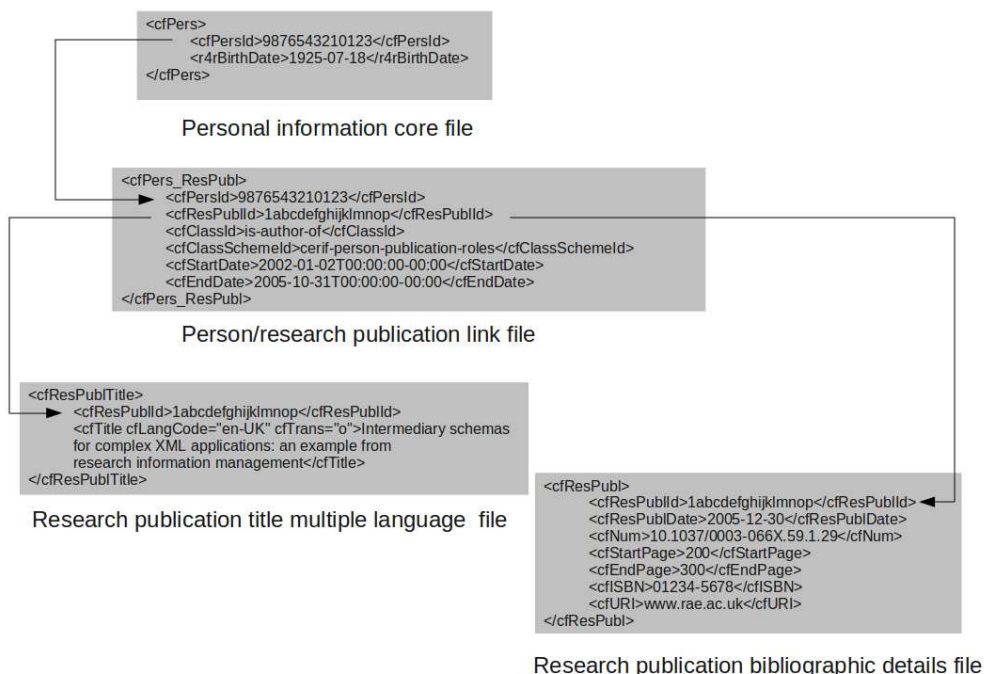 <cfPers>
<cfPersId>9876543210123</cfPersId>
<r4rBirthDate>1925-07-18</r4rBirthDate>
</cfPers>
Personal information core file
<cfPers_ResPubl>
<cfPersId>9876543210123</cfPersId>
<cfResPublId>1abcdefghijklmnop</cfResPublId>
<cfClassId>is-author-of</cfClassId>
<cfClassSchemeId>cerif-person-publication-roles</cfClassSchemeId>
<cfStartDate>2002-01-02T00:00:00-00:00</cfStartDate>
<cfEndDate>2005-10-31T00:00:00-00:00</cfEndDate>
</cfPers_ResPubl>
Person/research publication link file
<cfResPublTitle>
<cfResPublId>1abcdefghijklmnop</cfResPublId>
<cfTitle cfLangCode="en-UK" cfTrans="o">Intermediary schemas
for complex XML applications: an example from
research information management</cfTitle>
</cfResPublTitle>
Research publication title multiple language file
<cfResPubl>
<cfResPublId>1abcdefghijklmnop</cfResPublId>
<cfResPublDate>2005-12-30</cfResPublDate>
<cfNum>10.1037/0003-066X.59.1.29</cfNum>
<cfStartPage>200</cfStartPage>
<cfEndPage>300</cfEndPage>
<cfISBN>01234-5678</cfISBN>
<cfURI>www.rae.ac.uk</cfURI>
</cfResPubl>
Research publication bibliographic details file